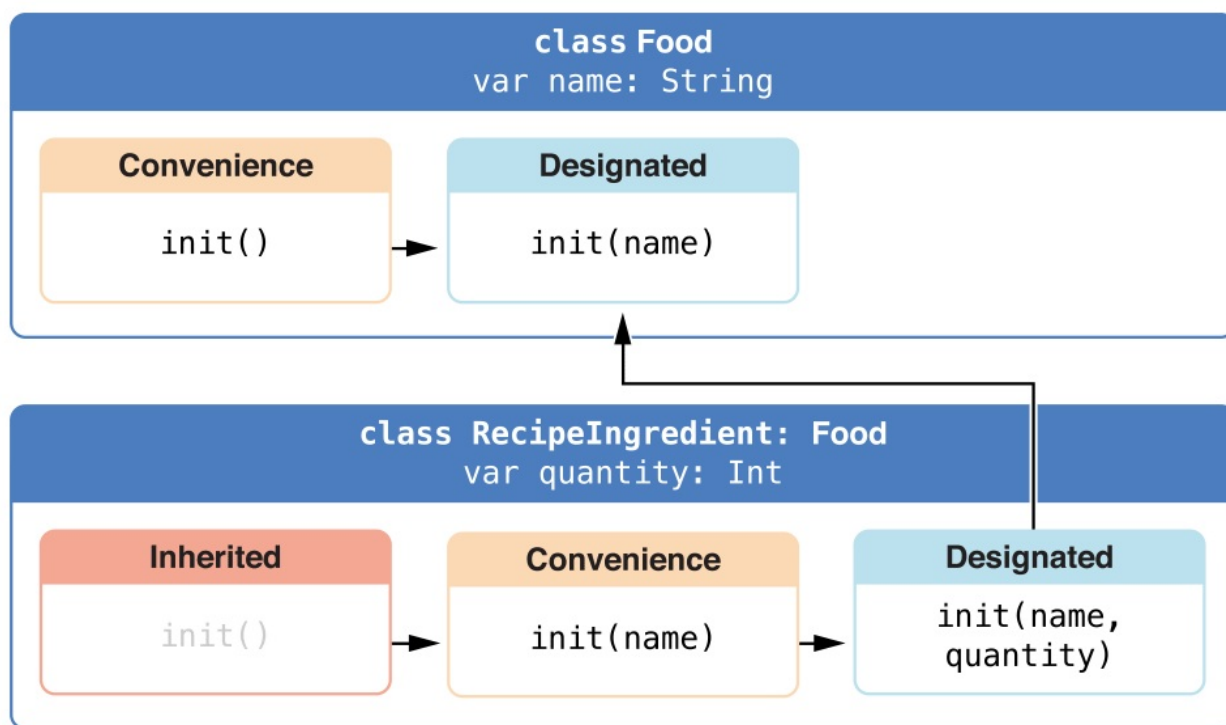 class Food
var name: String
Convenience
init()
Designated
init(name)
class RecipeIngredient: Food
var quantity: Int
Inherited
init()
Convenience
init(name)
Designated
init(name,
quantity)